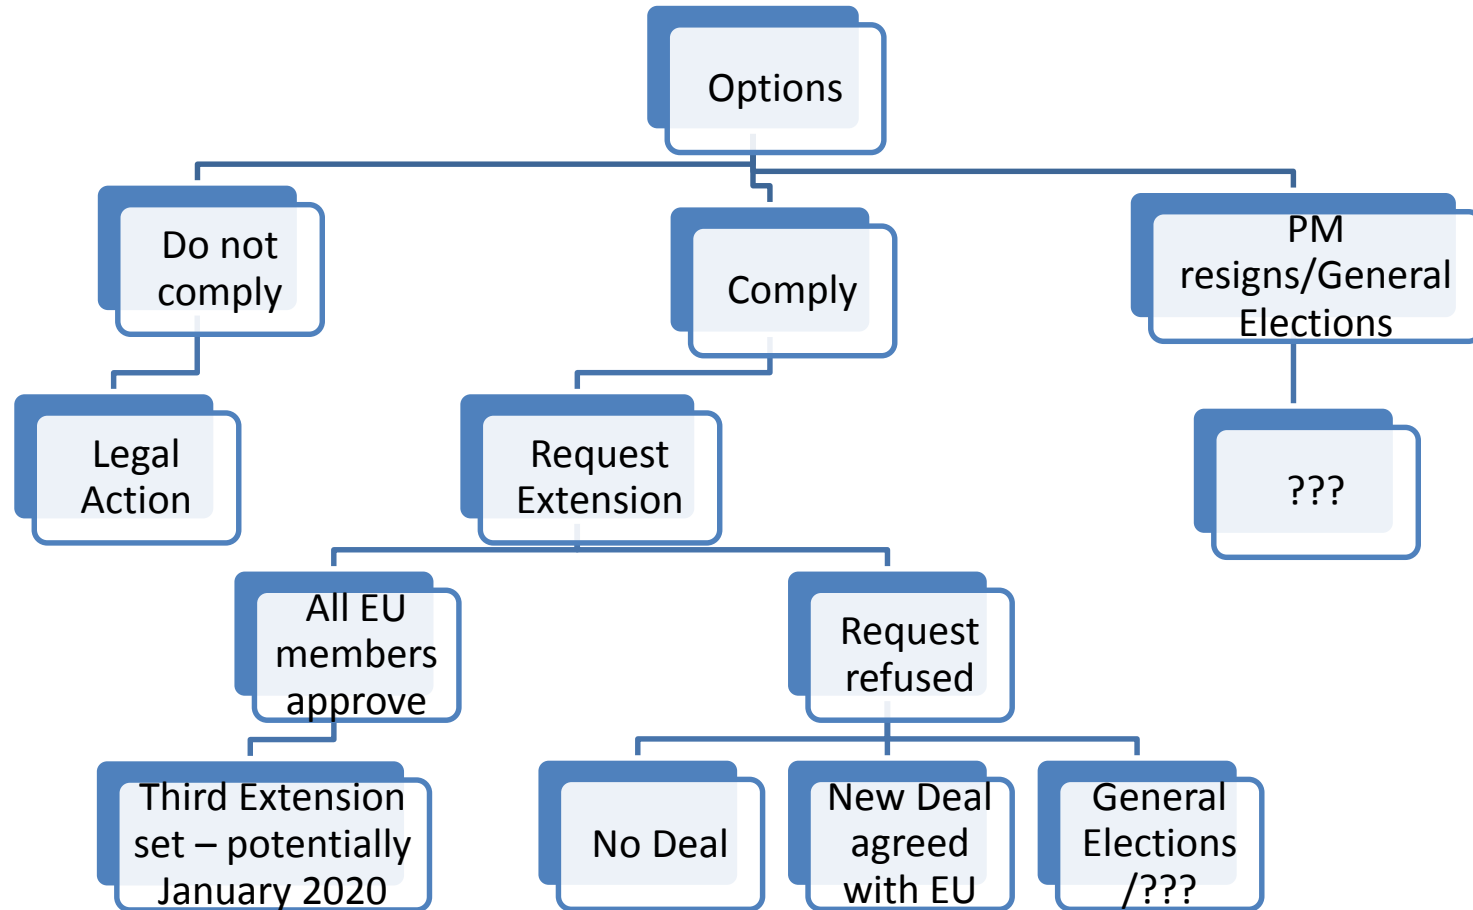 Options
Do not
comply
Comply
PM
resigns/General
Elections
Legal
Action
Request
Extension
???
All EU
members
approve
Request
refused
Third Extension
set – potentially
January 2020
No Deal
New Deal
agreed
with EU
General
Elections
/???